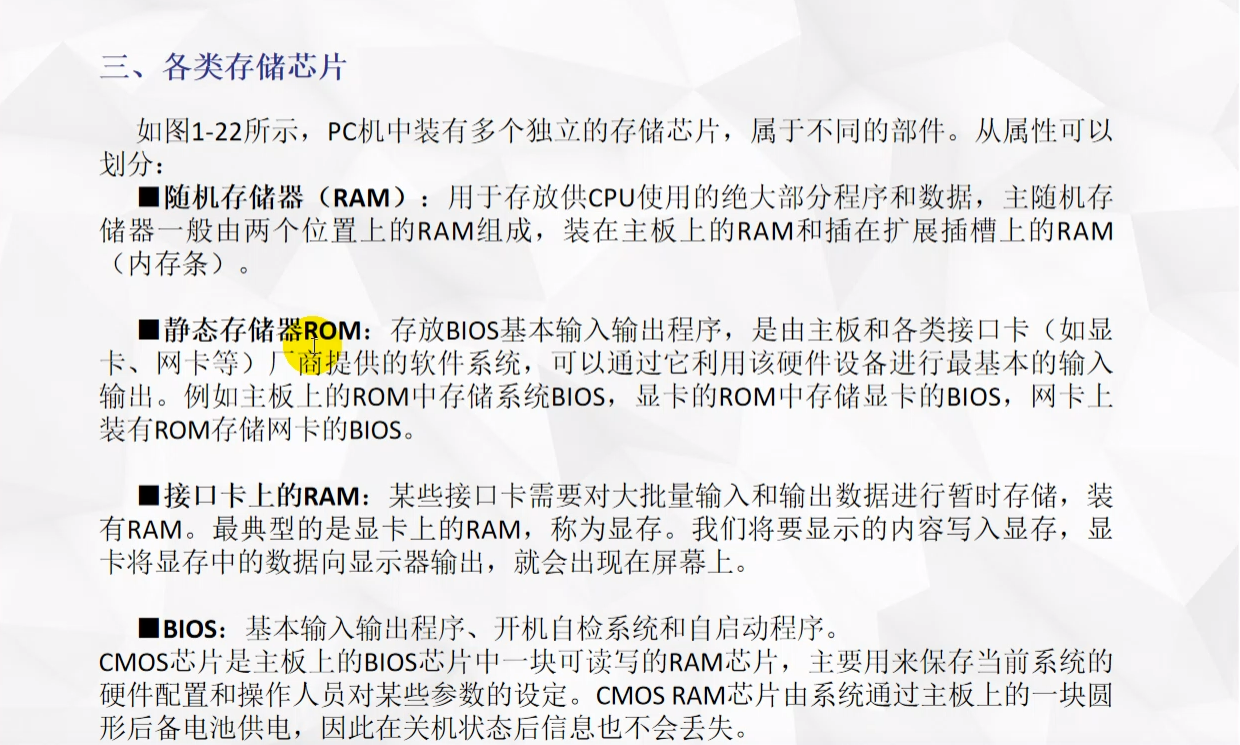 三、各类存储芯片
如图1-22所示，PC机中装有多个独立的存储芯片，属于不同的部件。从属性可以
划分：
■随机存储器（RAM）：用于存放供CPU使用的绝大部分程序和数据，主随机存
储器一般由两个位置上的RAM组成，装在主板上的RAM和插在扩展插槽上的RAM
（内存条）。
■静态存储器ROM：存放BIOS基本输入输出程序，是由主板和各类接口卡（如显
卡、网卡等）厂商提供的软件系统，可以通过它利用该硬件设备进行最基本的输入
输出。例如主板上的ROM中存储系统BIOS，显卡的ROM中存储显卡的BIOS，网卡上
装有ROM存储网卡的BIOS。
■接口卡上的RAM：某些接口卡需要对大批量输入和输出数据进行暂时存储，装
有RAM。最典型的是显卡上的RAM，称为显存。我们将要显示的内容写入显存，显
卡将显存中的数据向显示器输出，就会出现在屏幕上。
■BIOS：基本输入输出程序、开机自检系统和自启动程序。
CMOS芯片是主板上的BIOS芯片中一块可读写的RAM芯片，主要用来保存当前系统的
硬件配置和操作人员对某些参数的设定。CMOS RAM芯片由系统通过主板上的一块圆
形后备电池供电，因此在关机状态后信息也不会丢失。